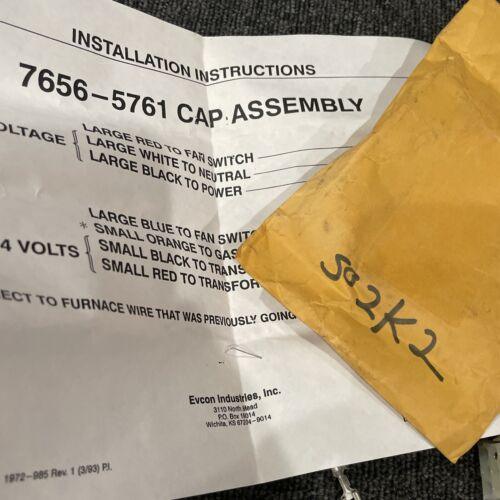 INSTALLATION INSTRUCTIONS
7656-5761 CAP ASSEMBLY
OLTAGE { LARGE RED TO FAN SWITCH
LARGE WHITE TO NEUTRAL
LARGE BLACK TO POWER
LARGE BLUE TO FAN SWITC
4 VOLTS { * SMALL ORANGE TO GAS
SMALL BLACK TO TRANS
SMALL RED TO TRANSFOR
ECT TO FURNACE WIRE THAT WAS PREVIOUSLY GOING
Evcon Industries, Inc.
3110 North Mead
P.O. Box 19014
Wichita, KS 67204-9014
1972-985 Rev. 1 (3/93) P.I.
2K2